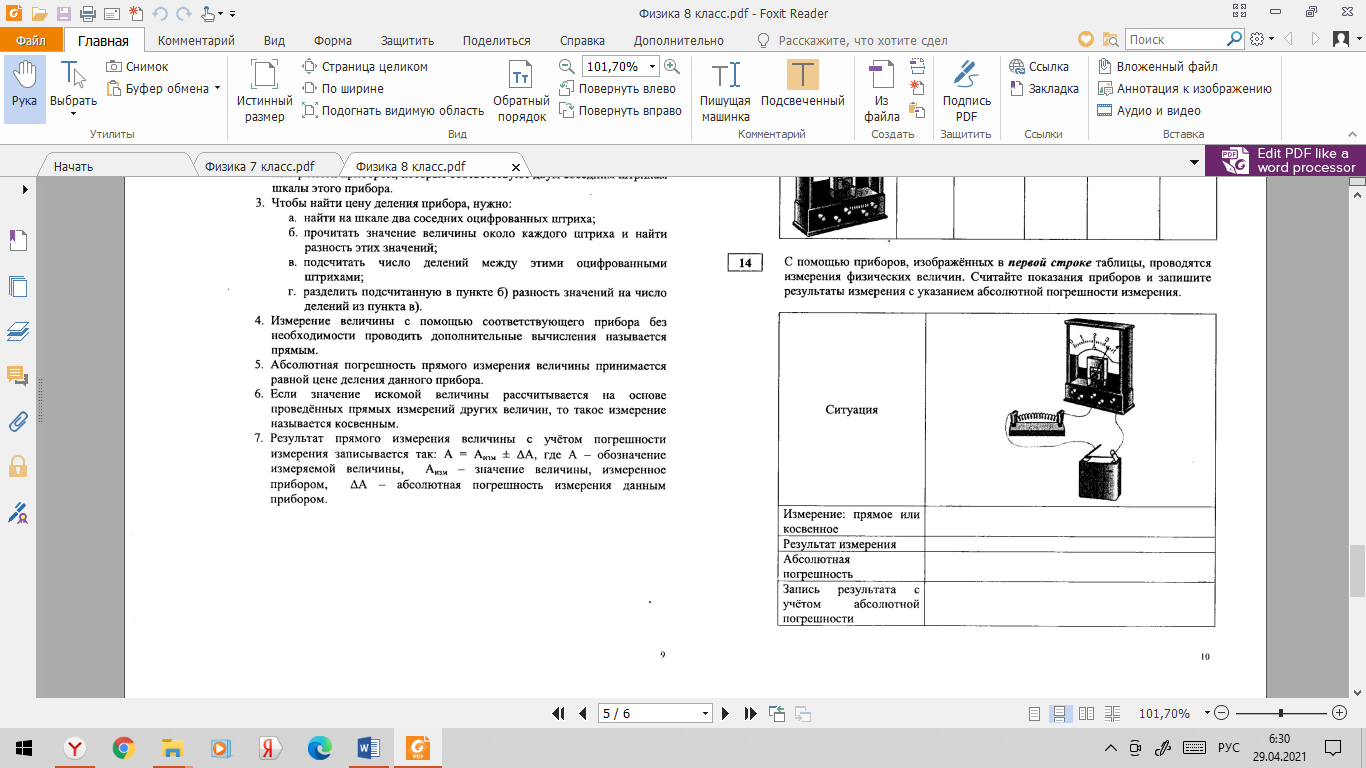 Физика 8 класс.pdf - Foxit Reader
Файл
Главная
Комментарий
Вид
Форма
Защитить
Поделиться
Справка
Дополнительно
Расскажите, что хотите сдел
Поиск
Рука
Выбрать
Снимок
Буфер обмена
Утилиты
Истинный размер
Страница целиком
По ширине
Подогнать видимую область
Обратный порядок
101,70%
Повернуть влево
Повернуть вправо
Вид
Пишущая машинка
Подсвеченный
Комментарий
Из файла
Создать
Подпись PDF
Защитить
Ссылка
Закладка
Ссылки
Вложенный файл
Аннотация к изображению
Аудио и видео
Вставка
Начать
Физика 7 класс.pdf
Физика 8 класс.pdf
Edit PDF like a
word processor
шкалы этого прибора.
3. Чтобы найти цену деления прибора, нужно:
а. найти на шкале два соседних оцифрованных штриха;
б. прочитать значение величины около каждого штриха и найти
разность этих значений;
в. подсчитать число делений между этими оцифрованными
штрихами;
г. разделить подсчитанную в пункте б) разность значений на число
делений из пункта в).
4. Измерение величины с помощью соответствующего прибора без
необходимости проводить дополнительные вычисления называется
прямым.
5. Абсолютная погрешность прямого измерения величины принимается
равной цене деления данного прибора.
6. Если значение искомой величины рассчитывается на основе
проведённых прямых измерений других величин, то такое измерение
называется косвенным.
7. Результат прямого измерения величины с учётом погрешности
измерения записывается так: А = Аизм ± ΔА, где А – обозначение
измеряемой величины, Аизм – значение величины, измеренное
прибором, ΔА – абсолютная погрешность измерения данным
прибором.
9
14
С помощью приборов, изображённых в первой строке таблицы, проводятся
измерения физических величин. Считайте показания приборов и запишите
результаты измерения с указанием абсолютной погрешности измерения.
Ситуация
0 1 2 3
Измерение: прямое или
косвенное
Результат измерения
Абсолютная
погрешность
Запись результата с
учётом абсолютной
погрешности
10
5 / 6
101,70%
РУС
6:30
29.04.2021